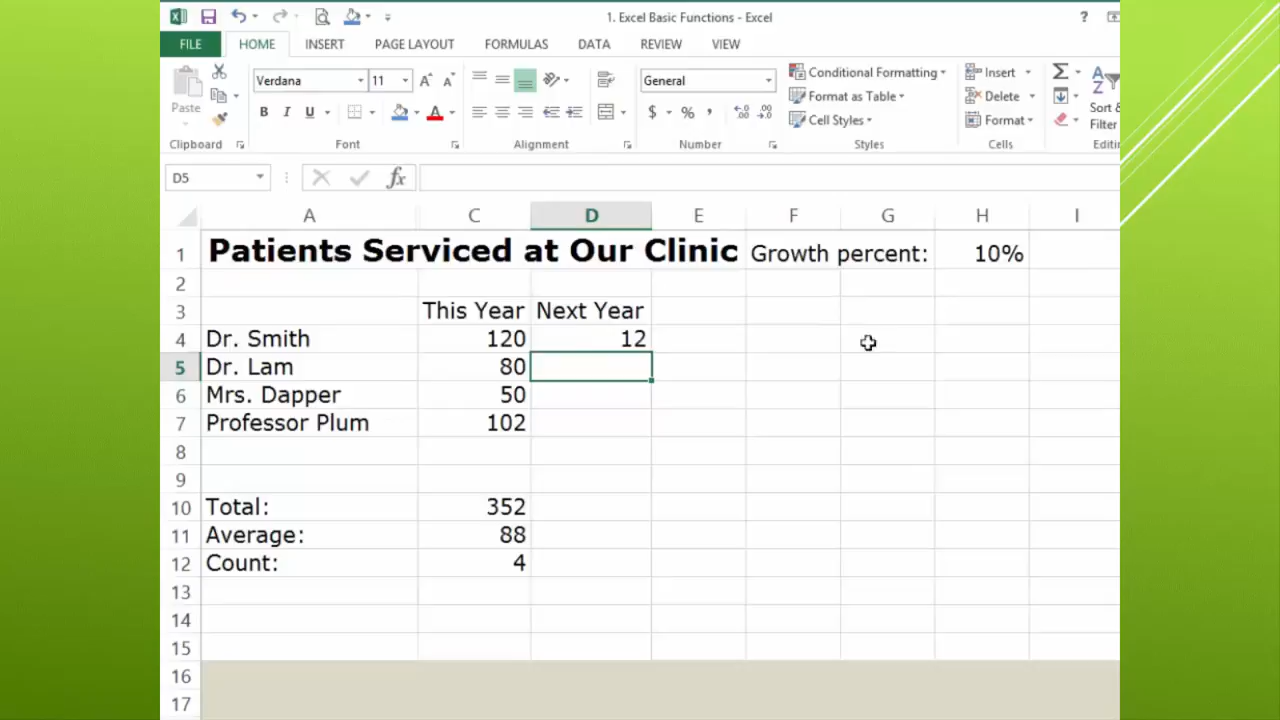 1. Excel Basic Functions - Excel
?
FILE HOME INSERT PAGE LAYOUT FORMULAS DATA REVIEW VIEW
Paste
Verdana 11
General
Conditional Formatting
Format as Table
Cell Styles
Insert
Delete
Format
Sort &
Filter
B I U A $ % ,
Clipboard Font Alignment Number Styles Cells Editin
D5 fx
A C D E F G H I
1 Patients Serviced at Our Clinic Growth percent: 10%
2
3 This Year Next Year
4 Dr. Smith 120 12
5 Dr. Lam 80
6 Mrs. Dapper 50
7 Professor Plum 102
8
9
10 Total: 352
11 Average: 88
12 Count: 4
13
14
15
16
17